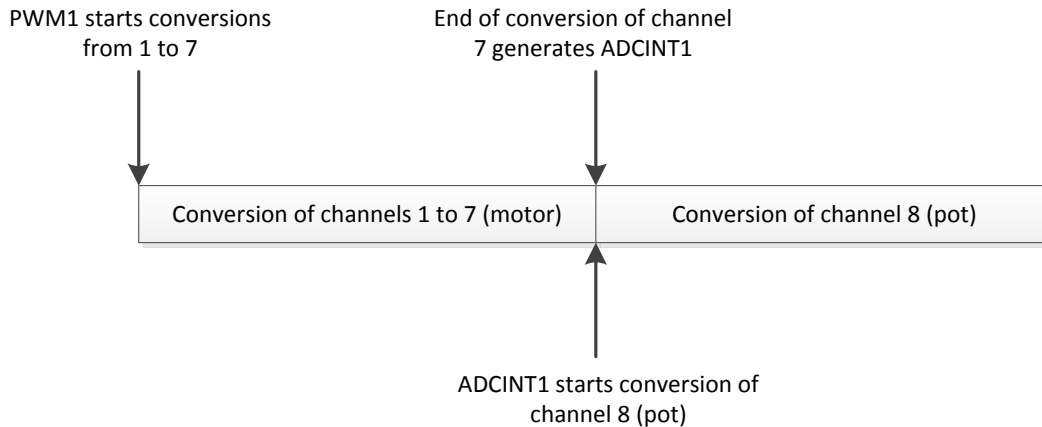 PWM1 starts conversions
from 1 to 7
End of conversion of channel
7 generates ADCINT1
Conversion of channels 1 to 7 (motor)
Conversion of channel 8 (pot)
ADCINT1 starts conversion of
channel 8 (pot)